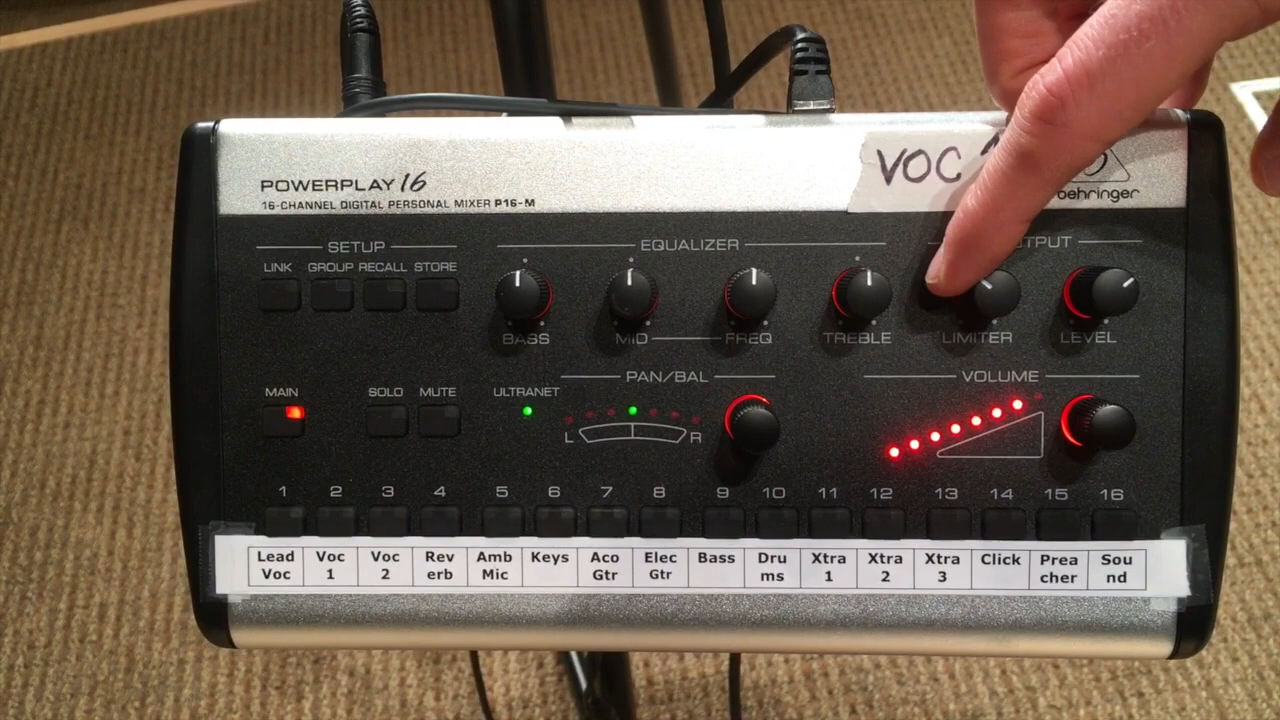 POWERPLAY 16
16-CHANNEL DIGITAL PERSONAL MIXER P16-M
VOC
behringer
SETUP
EQUALIZER
LINK GROUP RECALL STORE
BASS MID FREQ TREBLE LIMITER LEVEL
PAN/BAL
VOLUME
MAIN SOLO MUTE ULTRANET
L R
1 2 3 4 5 6 7 8 9 10 11 12 13 14 15 16
Lead Voc Voc Rev Amb Keys Aco Elec Bass Dru Xtra Xtra Xtra Click Prea Sou
Voc 1 2 erb Mic Gtr Gtr ms 1 2 3 cher nd